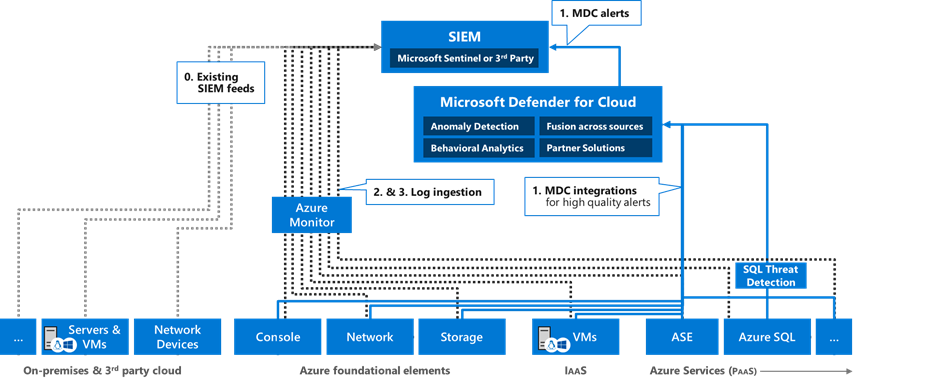 1. MDC alerts
SIEM
Microsoft Sentinel or 3rd Party
0. Existing
SIEM feeds
Microsoft Defender for Cloud
Anomaly Detection
Fusion across sources
Behavioral Analytics
Partner Solutions
2. & 3. Log ingestion
1. MDC integrations
for high quality alerts
Azure
Monitor
SQL Threat
Detection
...
Servers &
VMs
Network
Devices
Console
Network
Storage
VMs
ASE
Azure SQL
...
On-premises & 3rd party cloud
Azure foundational elements
IAAS
Azure Services (PAAS)